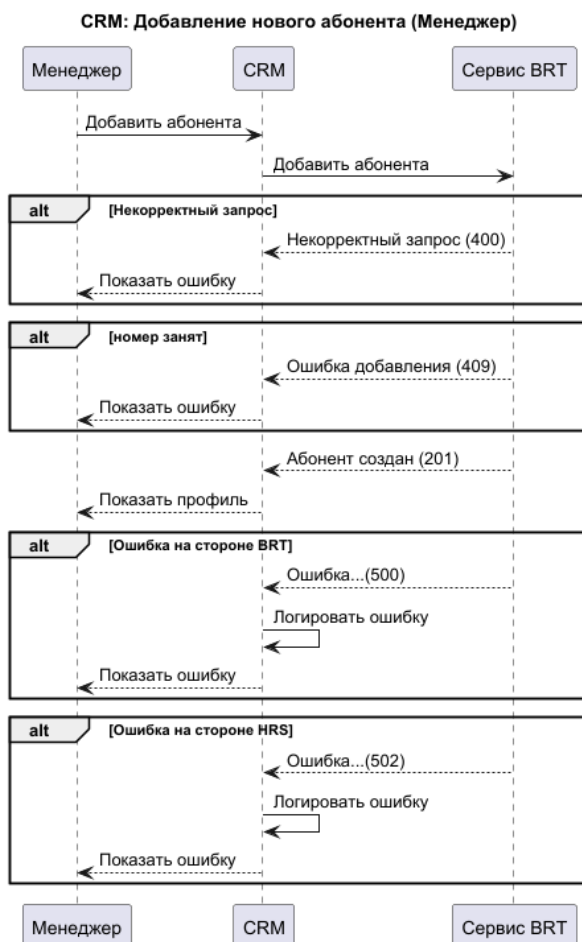 CRM: Добавление нового абонента (Менеджер)
Менеджер CRM Сервис BRT
Добавить абонента
Добавить абонента
alt [Некорректный запрос]
Некорректный запрос (400)
Показать ошибку
alt [номер занят]
Ошибка добавления (409)
Показать ошибку
Абонент создан (201)
Показать профиль
alt [Ошибка на стороне BRT]
Ошибка...(500)
Логировать ошибку
Показать ошибку
alt [Ошибка на стороне HRS]
Ошибка...(502)
Логировать ошибку
Показать ошибку
Менеджер CRM Сервис BRT